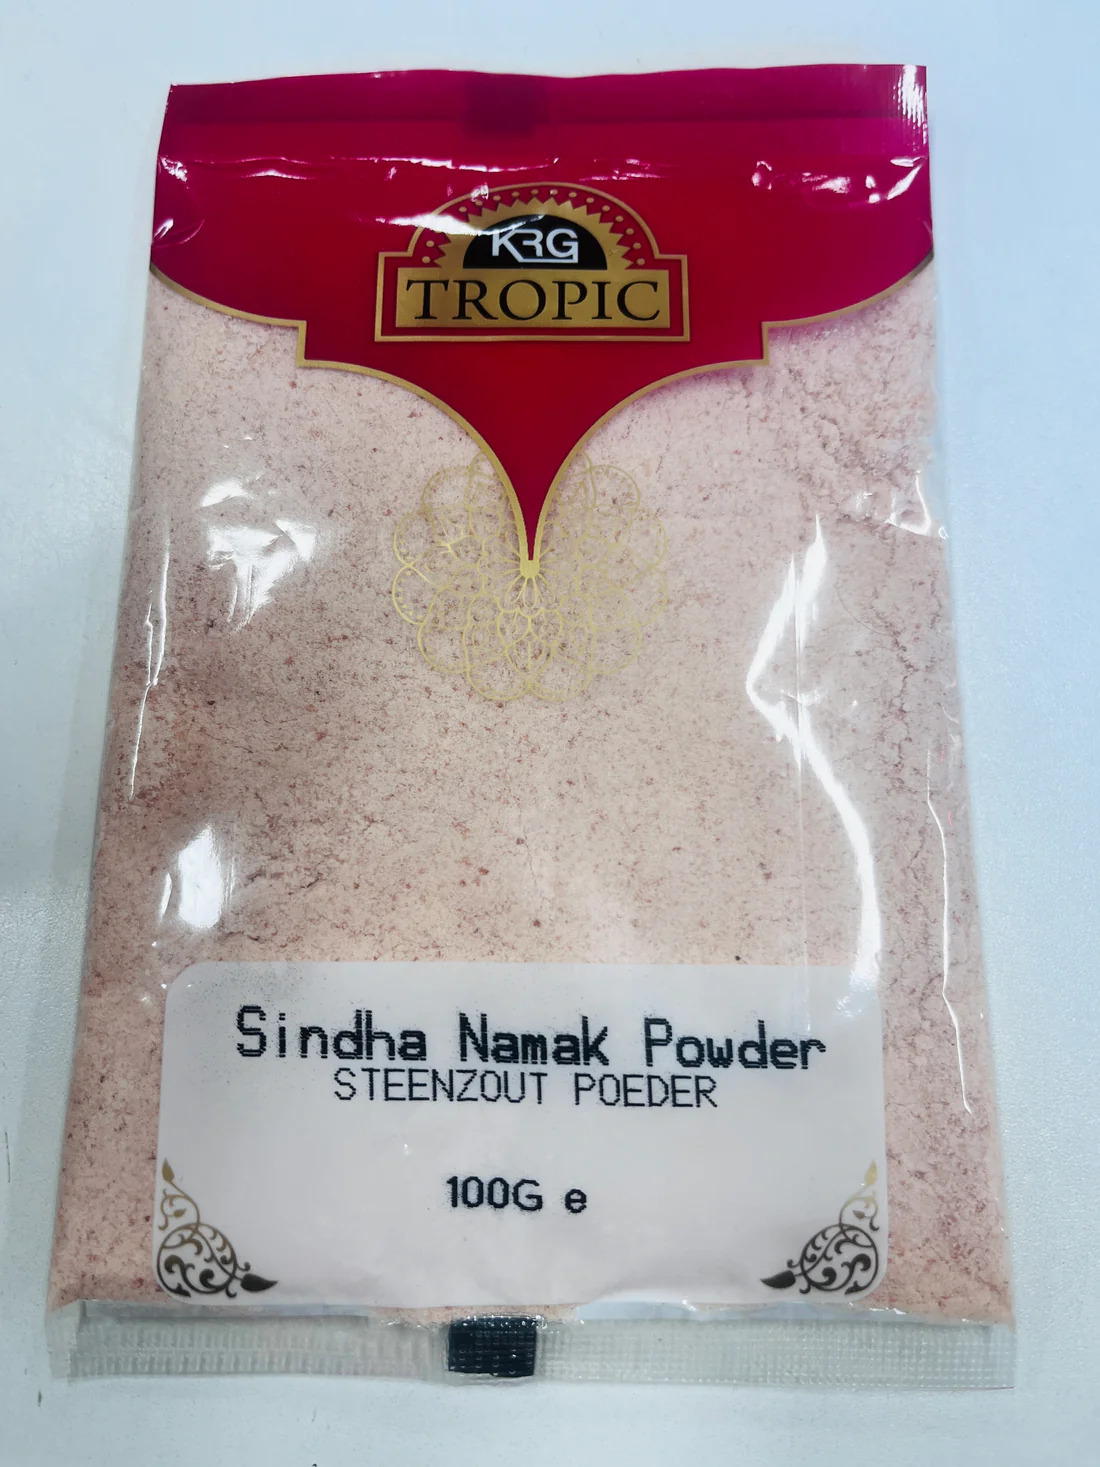 KRG
TROPIC
Sindha Namak Powder
STEENZOUT POEDER
100G e